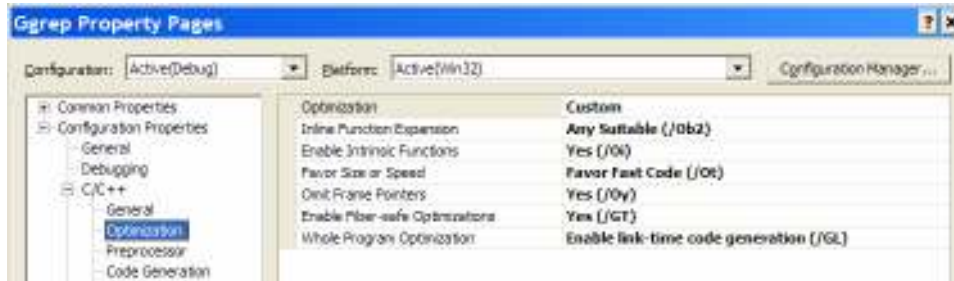 Ggrep Property Pages
Configuration: Active(Debug) Platform: Active(Win32) Configuration Manager...
Common Properties
Configuration Properties
General
Debugging
C/C++
General
Optimization
Preprocessor
Code Generation
Optimization Custom
Inline Function Expansion Any Suitable (/Ob2)
Enable Intrinsic Functions Yes (/Oi)
Favor Size or Speed Favor Fast Code (/Ot)
Omit Frame Pointers Yes (/Oy)
Enable Fiber-safe Optimizations Yes (/GT)
Whole Program Optimization Enable link-time code generation (/GL)